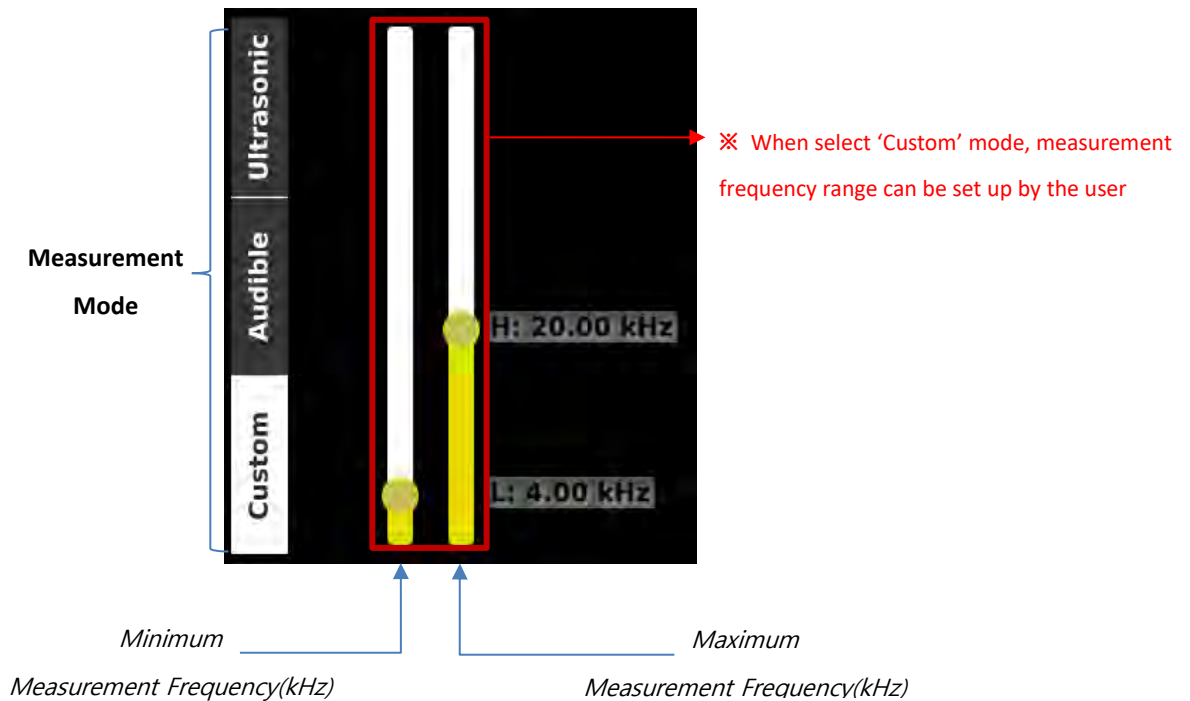 Ultrasonic
Audible
Custom
Measurement
Mode
H: 20.00 kHz
L: 4.00 kHz
※ When select ‘Custom’ mode, measurement
frequency range can be set up by the user
Minimum
Measurement Frequency(kHz)
Maximum
Measurement Frequency(kHz)